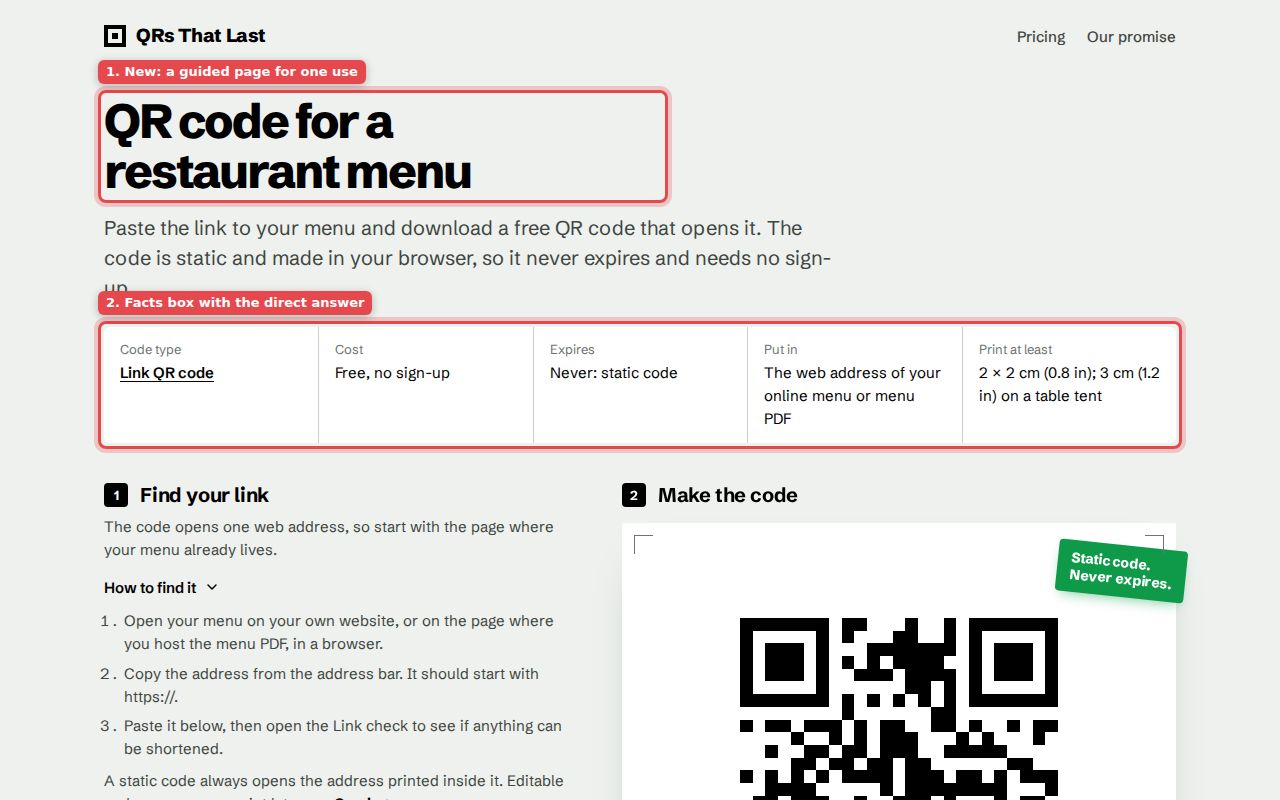 QRs That Last
Pricing
Our promise
1. New: a guided page for one use
QR code for a
restaurant menu
Paste the link to your menu and download a free QR code that opens it. The
code is static and made in your browser, so it never expires and needs no sign-
up
2. Facts box with the direct answer
Code type
Link QR code
Cost
Free, no sign-up
Expires
Never: static code
Put in
The web address of your
online menu or menu
PDF
Print at least
2 × 2 cm (0.8 in); 3 cm (1.2
in) on a table tent
1 Find your link
The code opens one web address, so start with the page where
your menu already lives.
How to find it
1. Open your menu on your own website, or on the page where
you host the menu PDF, in a browser.
2. Copy the address from the address bar. It should start with
https://.
3. Paste it below, then open the Link check to see if anything can
be shortened.
A static code always opens the address printed inside it. Editable
2 Make the code
Static code.
Never expires.